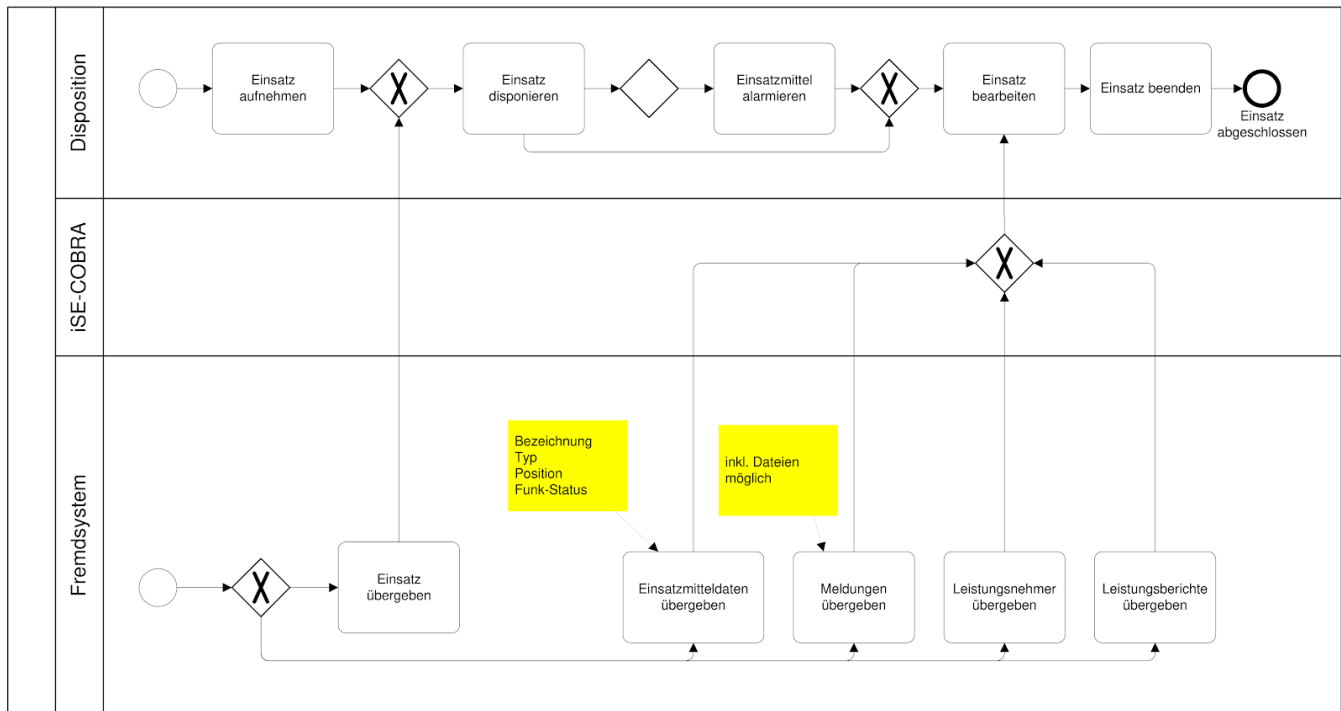 Disposition
Einsatz
aufnehmen
X
Einsatz
disponieren
Einsatzmittel
alarmieren
X
Einsatz
bearbeiten
Einsatz beenden
Einsatz
abgeschlossen
iSE-COBRA
X
Fremdsystem
Bezeichnung
Typ
Position
Funk-Status
inkl. Dateien
möglich
X
Einsatz
übergeben
Einsatzmitteldaten
übergeben
Meldungen
übergeben
Leistungsnehmer
übergeben
Leistungsberichte
übergeben